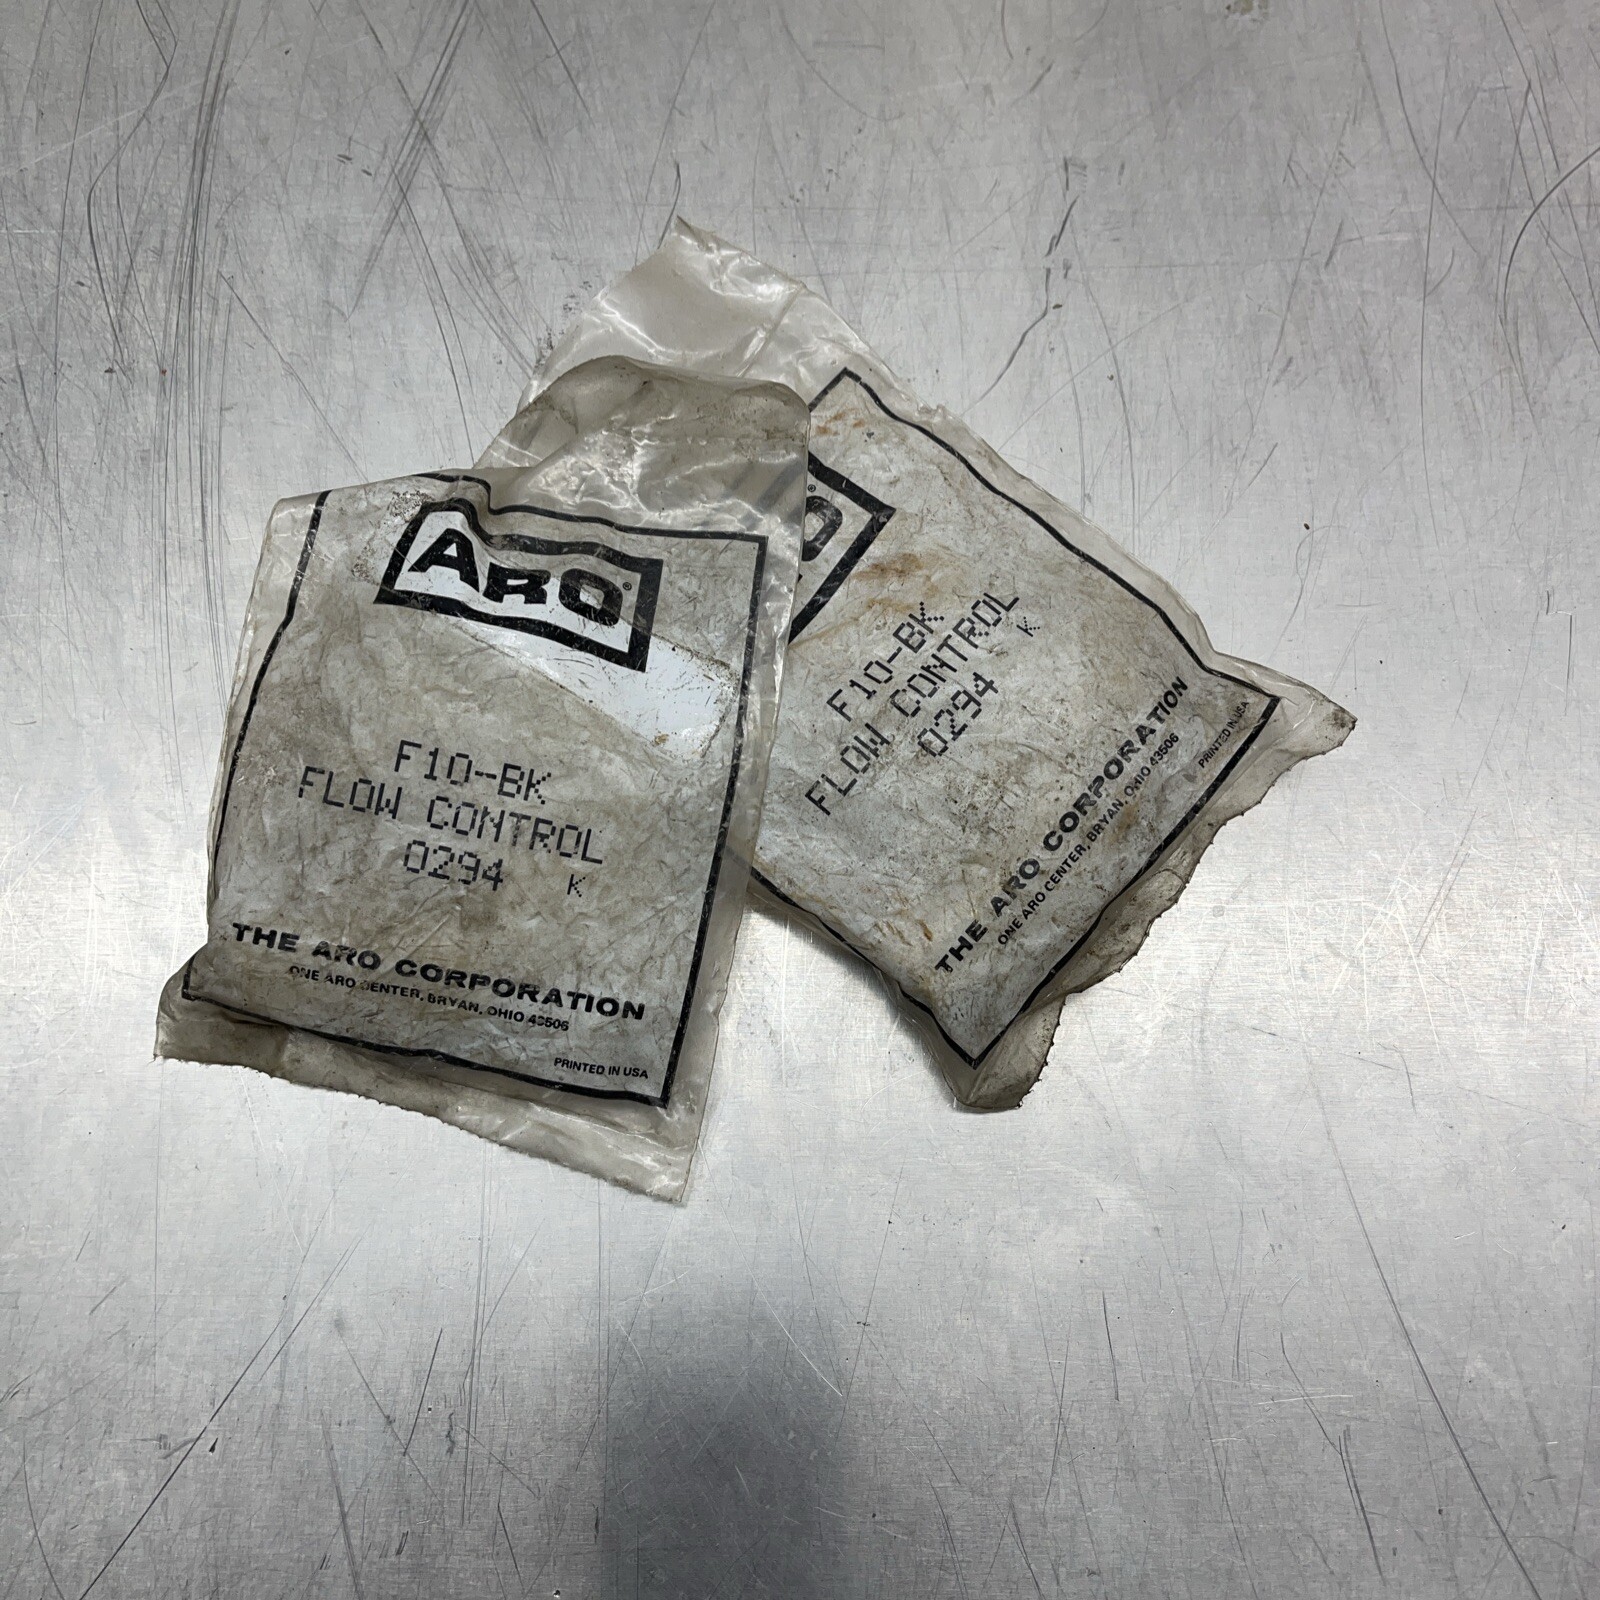 ARO®
F10-BK
FLOW CONTROL
0294 K
THE ARO CORPORATION
ONE ARO CENTER, BRYAN, OHIO 43506
PRINTED IN USA
O®
F10-BK
FLOW CONTROL
0294 K
THE ARO CORPORATION
ONE ARO CENTER, BRYAN, OHIO 43506
PRINTED IN USA